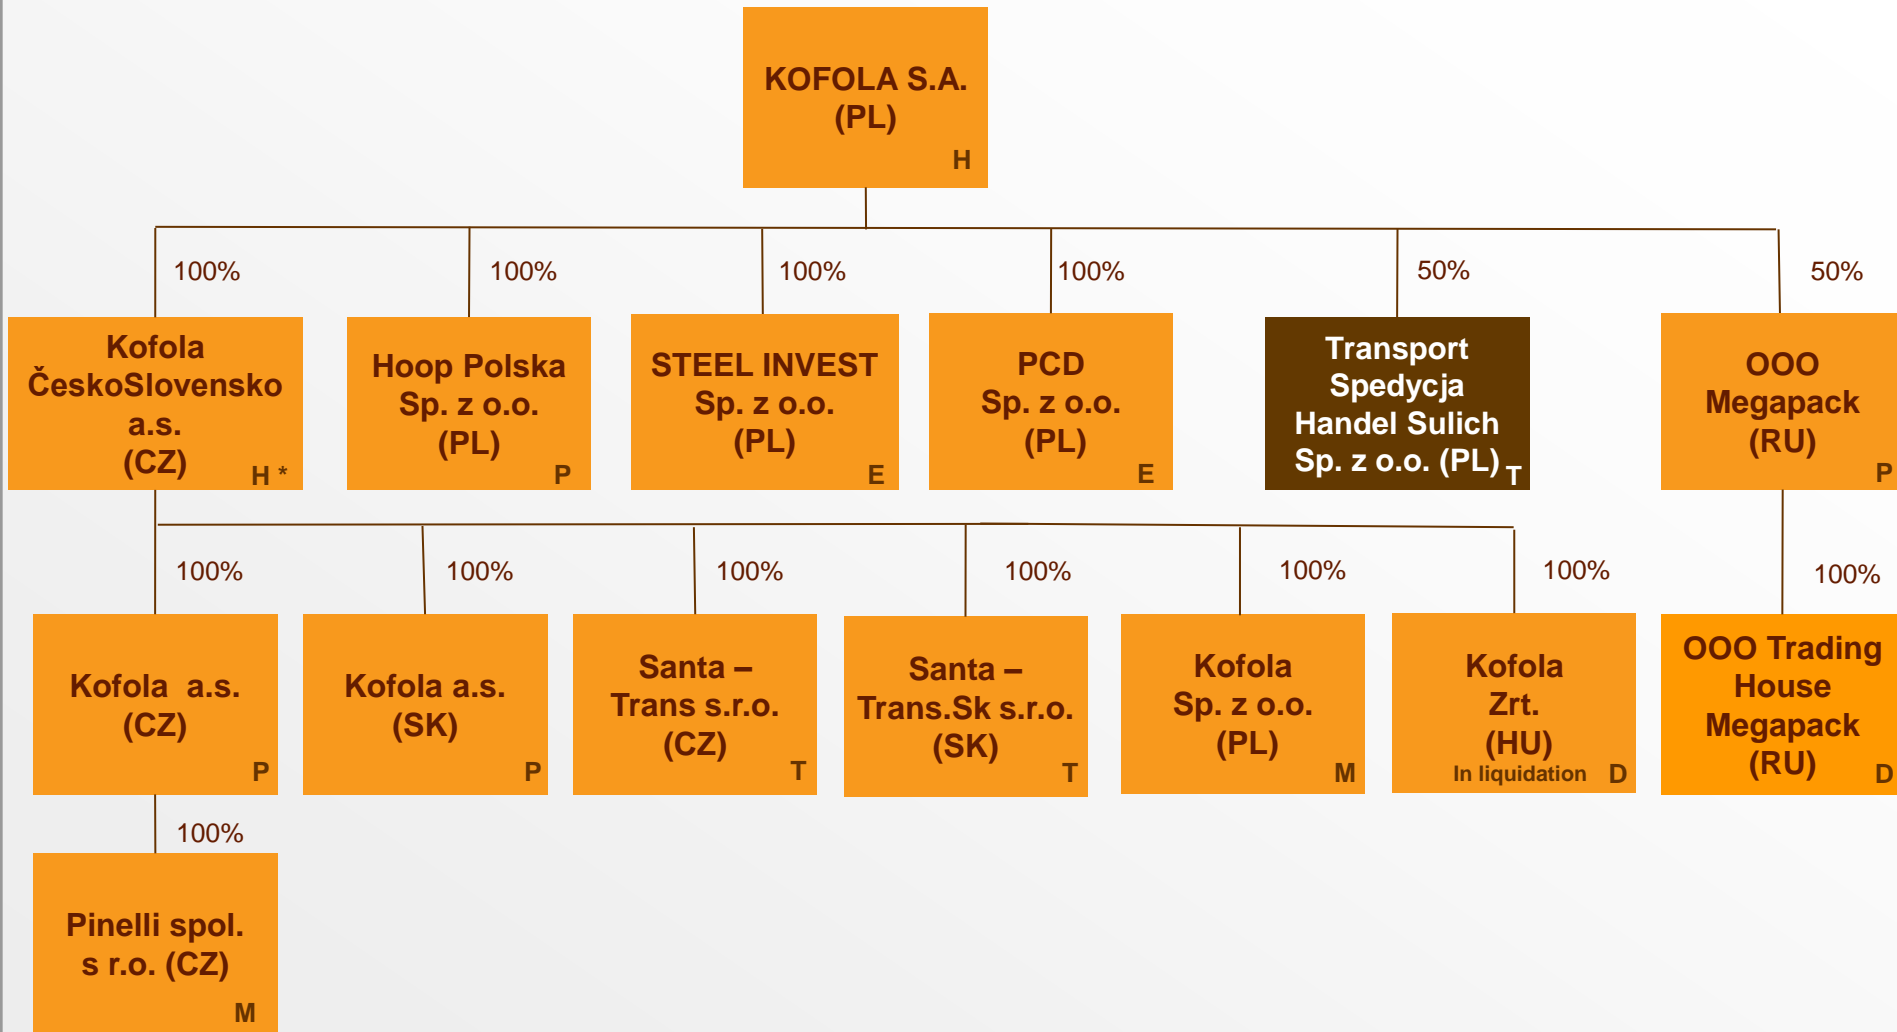 KOFOLA S.A.
(PL)
H
100%
100%
100%
100%
50%
50%
Kofola
ČeskoSlovensko
a.s.
(CZ)
H *
Hoop Polska
Sp. z o.o.
(PL)
P
STEEL INVEST
Sp. z o.o.
(PL)
E
PCD
Sp. z o.o.
(PL)
E
Transport
Spedycja
Handel Sulich
Sp. z o.o. (PL)
T
OOO
Megapack
(RU)
P
100%
100%
100%
100%
100%
100%
100%
Kofola a.s.
(CZ)
P
Kofola a.s.
(SK)
P
Santa –
Trans s.r.o.
(CZ)
T
Santa –
Trans.Sk s.r.o.
(SK)
T
Kofola
Sp. z o.o.
(PL)
M
Kofola
Zrt.
(HU)
In liquidation D
OOO Trading
House
Megapack
(RU)
D
100%
Pinelli spol.
s r.o. (CZ)
M